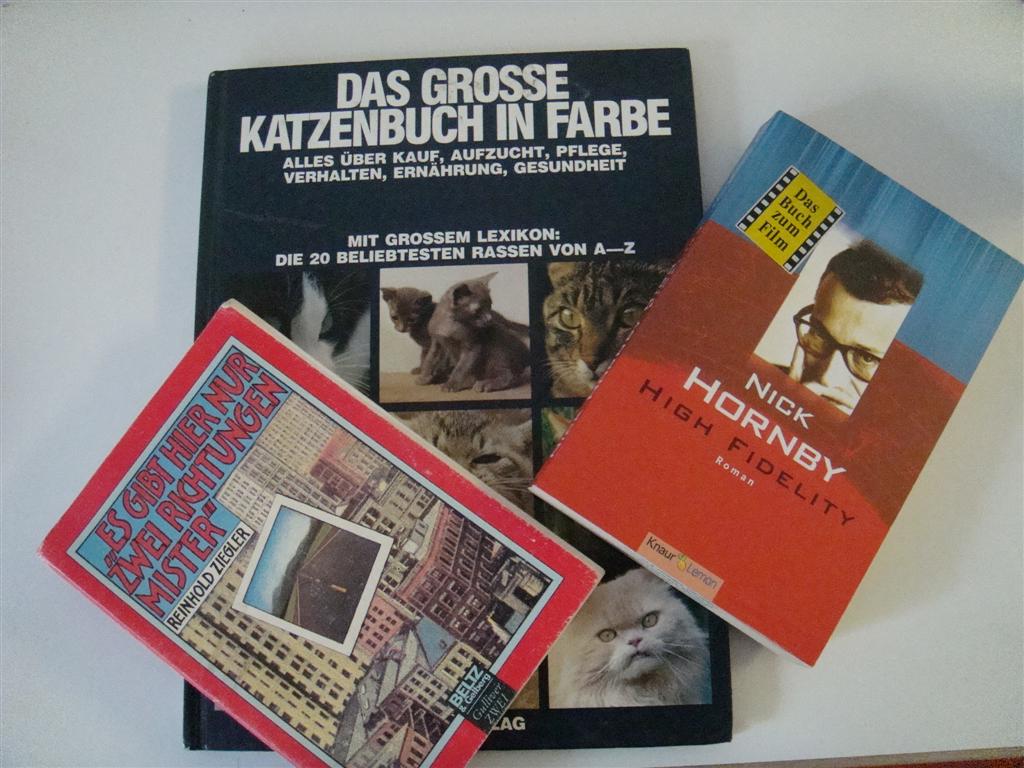 DAS GROSSE
KATZENBUCH IN FARBE
ALLES ÜBER KAUF, AUFZUCHT, PFLEGE,
VERHALTEN, ERNÄHRUNG, GESUNDHEIT
MIT GROSSEM LEXIKON:
DIE 20 BELIEBTESTEN RASSEN VON A—Z
Das
Buch
zum
Film
NICK
HORNBY
HIGH FIDELITY
Roman
Knaur Lemon
„ES GIBT HIER NUR
ZWEI RICHTUNGEN
MISTER"
REINHOLD ZIEGLER
BELTZ
& Gelberg
Gulliver
ZWEI